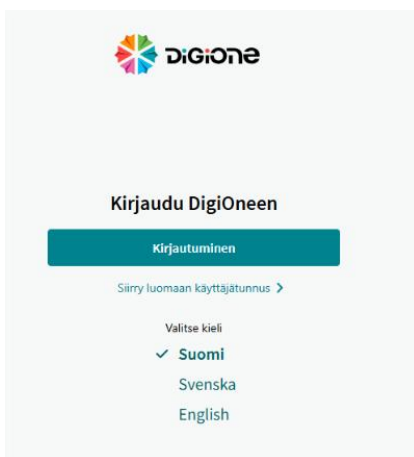 DiGiOne
Kirjaudu DigiOneen
Kirjautuminen
Siirry luomaan käyttäjätunnus
Valitse kieli
Suomi
Svenska
English